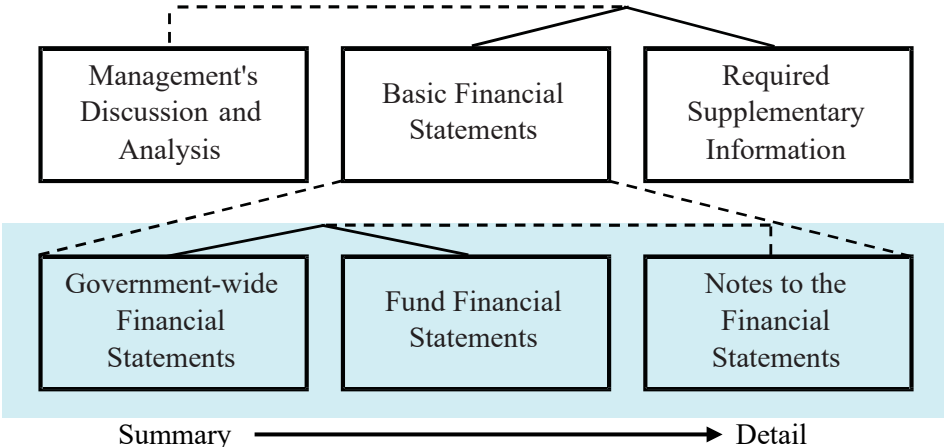 Management's
Discussion and
Analysis
Basic Financial
Statements
Required
Supplementary
Information
Government-wide
Financial
Statements
Fund Financial
Statements
Notes to the
Financial
Statements
Summary
Detail